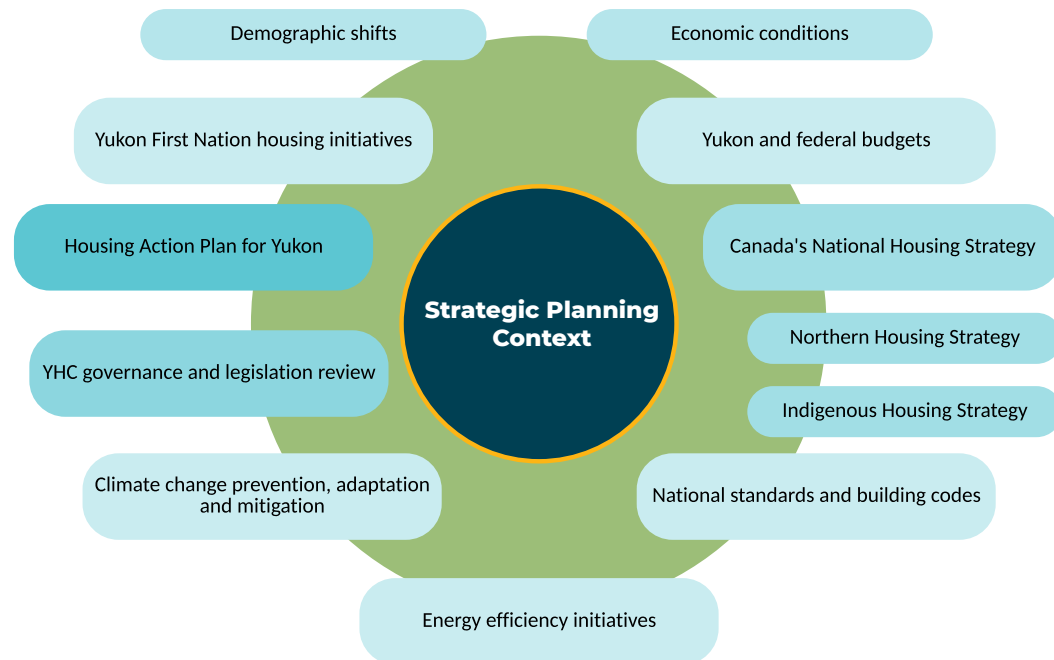 Demographic shifts
Economic conditions
Yukon First Nation housing initiatives
Yukon and federal budgets
Housing Action Plan for Yukon
Canada's National Housing Strategy
Strategic Planning
Context
Northern Housing Strategy
YHC governance and legislation review
Indigenous Housing Strategy
Climate change prevention, adaptation
and mitigation
National standards and building codes
Energy efficiency initiatives